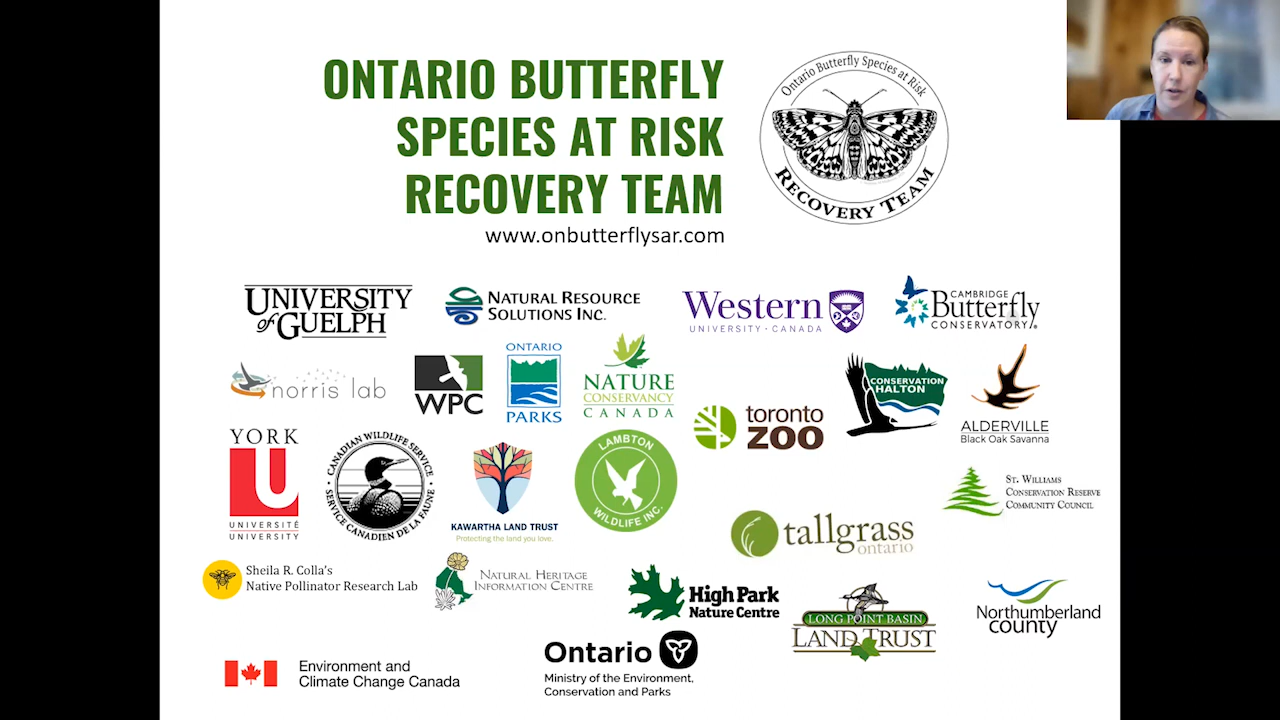 ONTARIO BUTTERFLY
SPECIES AT RISK
RECOVERY TEAM
www.onbutterflysar.com
Ontario Butterfly Species at Risk
RECOVERY TEAM
UNIVERSITY
of GUELPH
NATURAL RESOURCE
SOLUTIONS INC.
Western
UNIVERSITY · CANADA
CAMBRIDGE
Butterfly
CONSERVATORY
norris lab
WPC
ONTARIO
PARKS
NATURE
CONSERVANCY
CANADA
toronto
ZOO
CONSERVATION
HALTON
ALDERVILLE
Black Oak Savanna
YORK
U
UNIVERSITÉ
UNIVERSITY
CANADIAN WILDLIFE SERVICE
SERVICE CANADIEN DE LA FAUNE
KAWARTHA LAND TRUST
Protecting the land you love.
LAMBTON
WILDLIFE INC.
tallgrass
ontario
ST. WILLIAMS
CONSERVATION RESERVE
COMMUNITY COUNCIL
Sheila R. Colla's
Native Pollinator Research Lab
NATURAL HERITAGE
INFORMATION CENTRE
High Park
Nature Centre
LONG POINT BASIN
LAND TRUST
Northumberland
county
Environment and
Climate Change Canada
Ontario
Ministry of the Environment,
Conservation and Parks